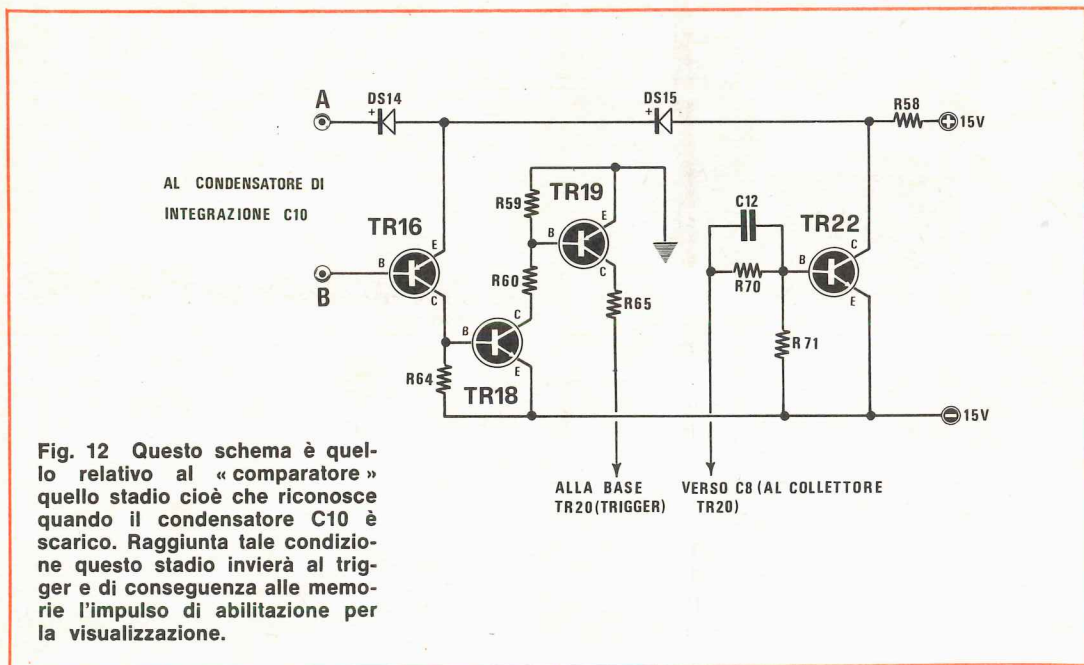 A
DS14
+
DS15
+
R58
+ 15V
AL CONDENSATORE DI
INTEGRAZIONE C10
TR16
E
B
C
B
R59
TR19
E
B
C
R60
R65
C
B
E
R64
TR18
C12
TR22
C
B
E
R70
R71
- 15V
ALLA BASE
TR20(TRIGGER)
VERSO C8 (AL COLLETTORE
TR20)
Fig. 12 Questo schema è quel-
lo relativo al « comparatore »
quello stadio cioè che riconosce
quando il condensatore C10 è
scarico. Raggiunta tale condizio-
ne questo stadio invierà al trig-
ger e di conseguenza alle memo-
rie l'impulso di abilitazione per
la visualizzazione.